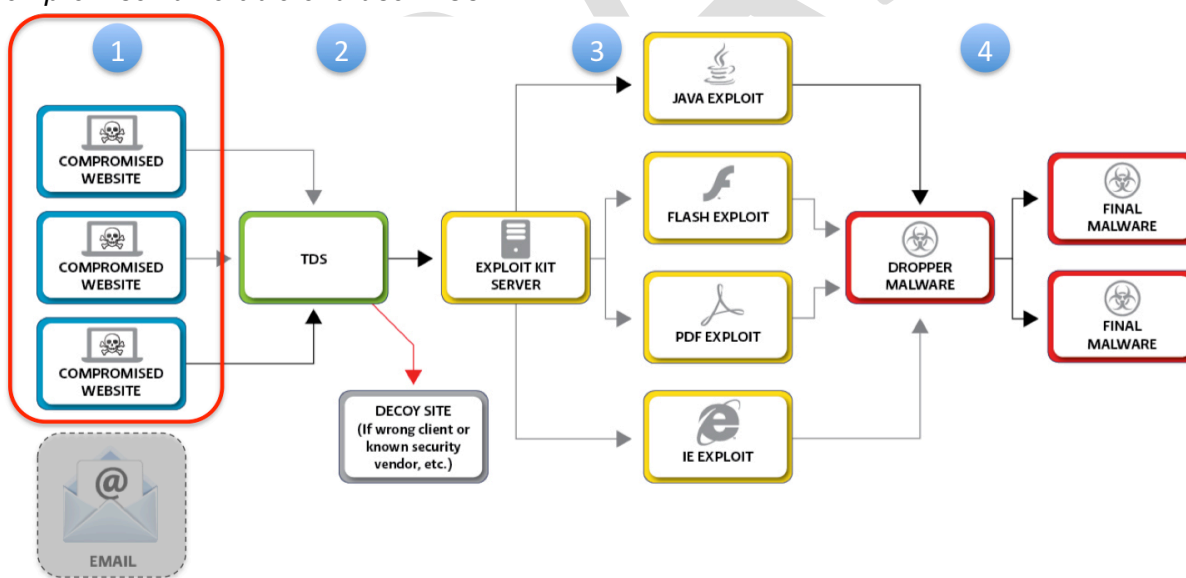 1
2
3
4
COMPROMISED
WEBSITE
COMPROMISED
WEBSITE
COMPROMISED
WEBSITE
@
EMAIL
TDS
DECOY SITE
(If wrong client or
known security
vendor, etc.)
EXPLOIT KIT
SERVER
JAVA EXPLOIT
FLASH EXPLOIT
PDF EXPLOIT
IE EXPLOIT
DROPPER
MALWARE
FINAL
MALWARE
FINAL
MALWARE